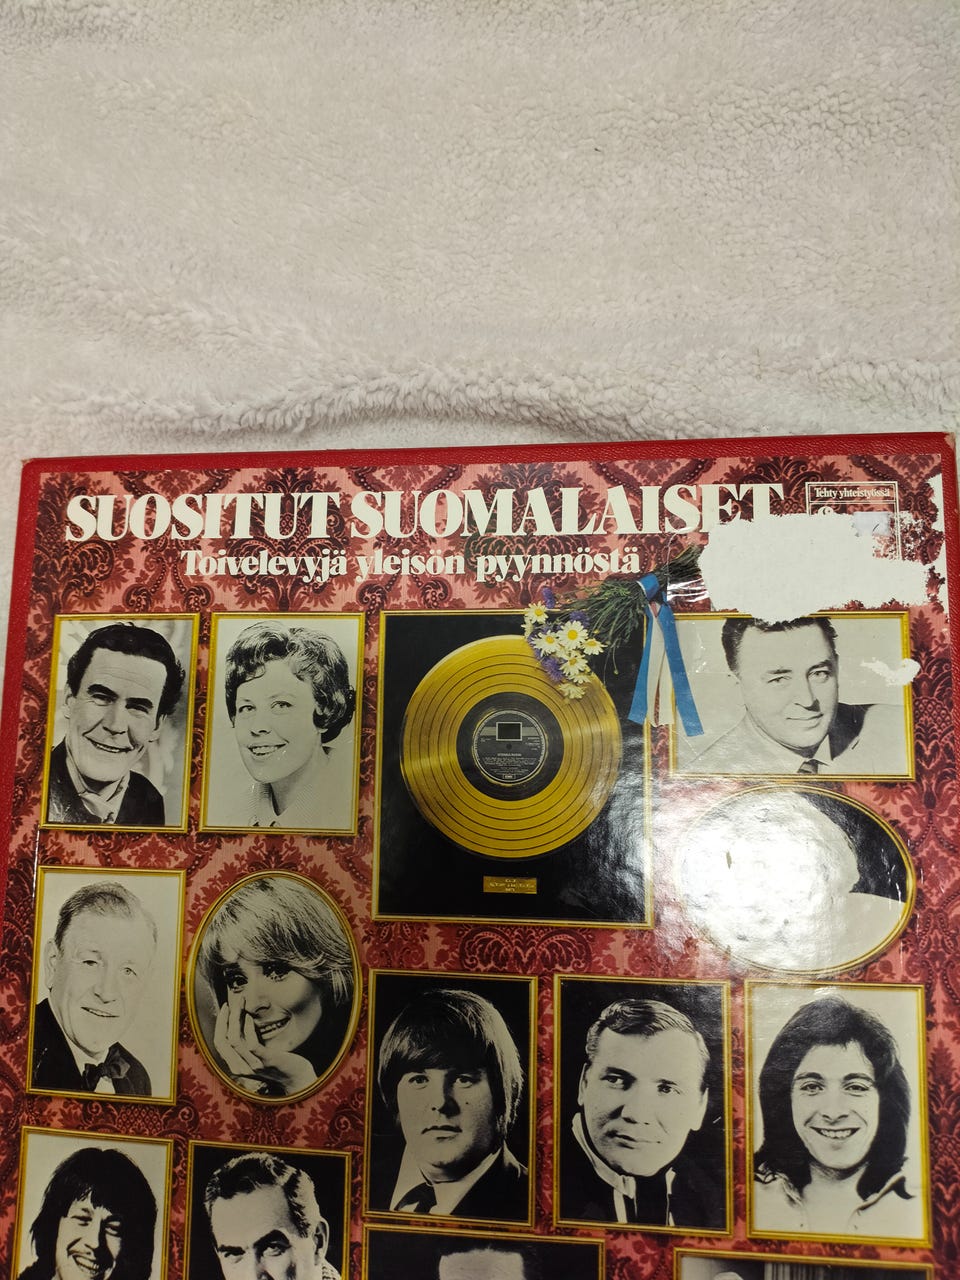 SUOSITUT SUOMALAISET
Tehty yhteistyössä
Toivelevyjä yleisön pyynnöstä